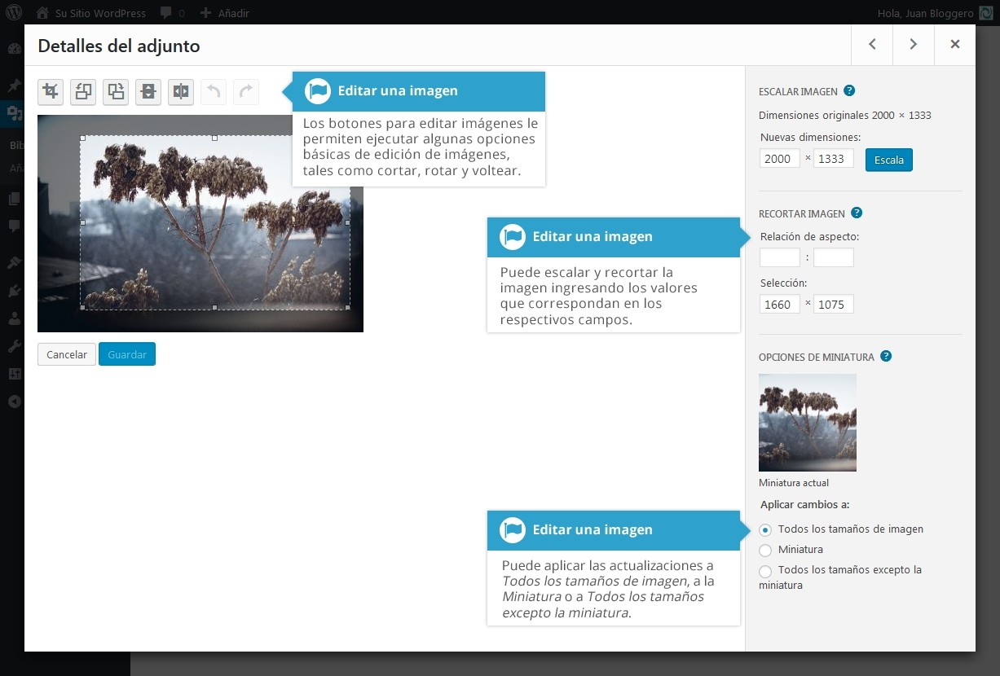 Su Sitio WordPress
Añadir
Hola, Juan Bloggero
Detalles del adjunto
Editar una imagen
Los botones para editar imágenes le
permiten ejecutar algunas opciones
básicas de edición de imágenes,
tales como cortar, rotar y voltear.
Bib
Aña
Cancelar
Guardar
Editar una imagen
Puede escalar y recortar la
imagen ingresando los valores
que correspondan en los
respectivos campos.
Editar una imagen
Puede aplicar las actualizaciones a
Todos los tamaños de imagen, a la
Miniatura o a Todos los tamaños
excepto la miniatura.
ESCALAR IMAGEN ?
Dimensiones originales 2000 × 1333
Nuevas dimensiones:
2000 × 1333 Escala
RECORTAR IMAGEN ?
Relación de aspecto:
:
Selección:
1660 × 1075
OPCIONES DE MINIATURA ?
Miniatura actual
Aplicar cambios a:
Todos los tamaños de imagen
Miniatura
Todos los tamaños excepto la
miniatura